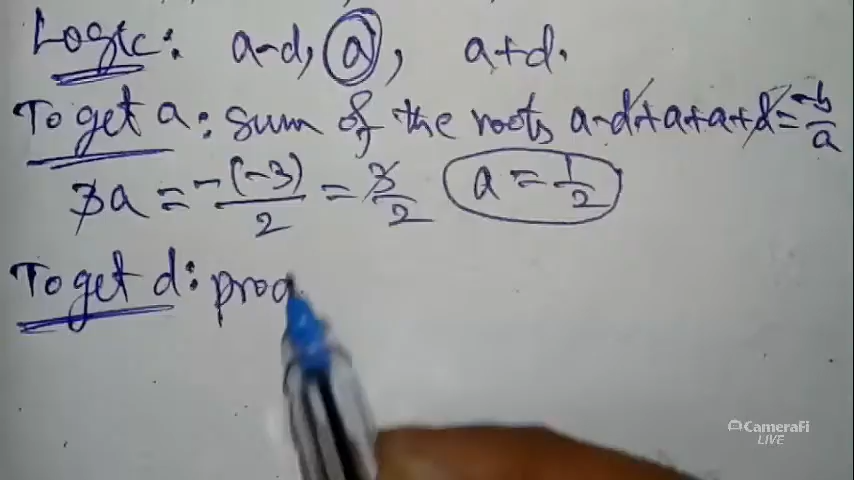 Logic: a-d, a, a+d.
To get a: sum of the roots a-d+a+a+d=-b/a
3a = -(-3)/2 = 3/2 a = 1/2
To get d: prod
CameraFi
LIVE